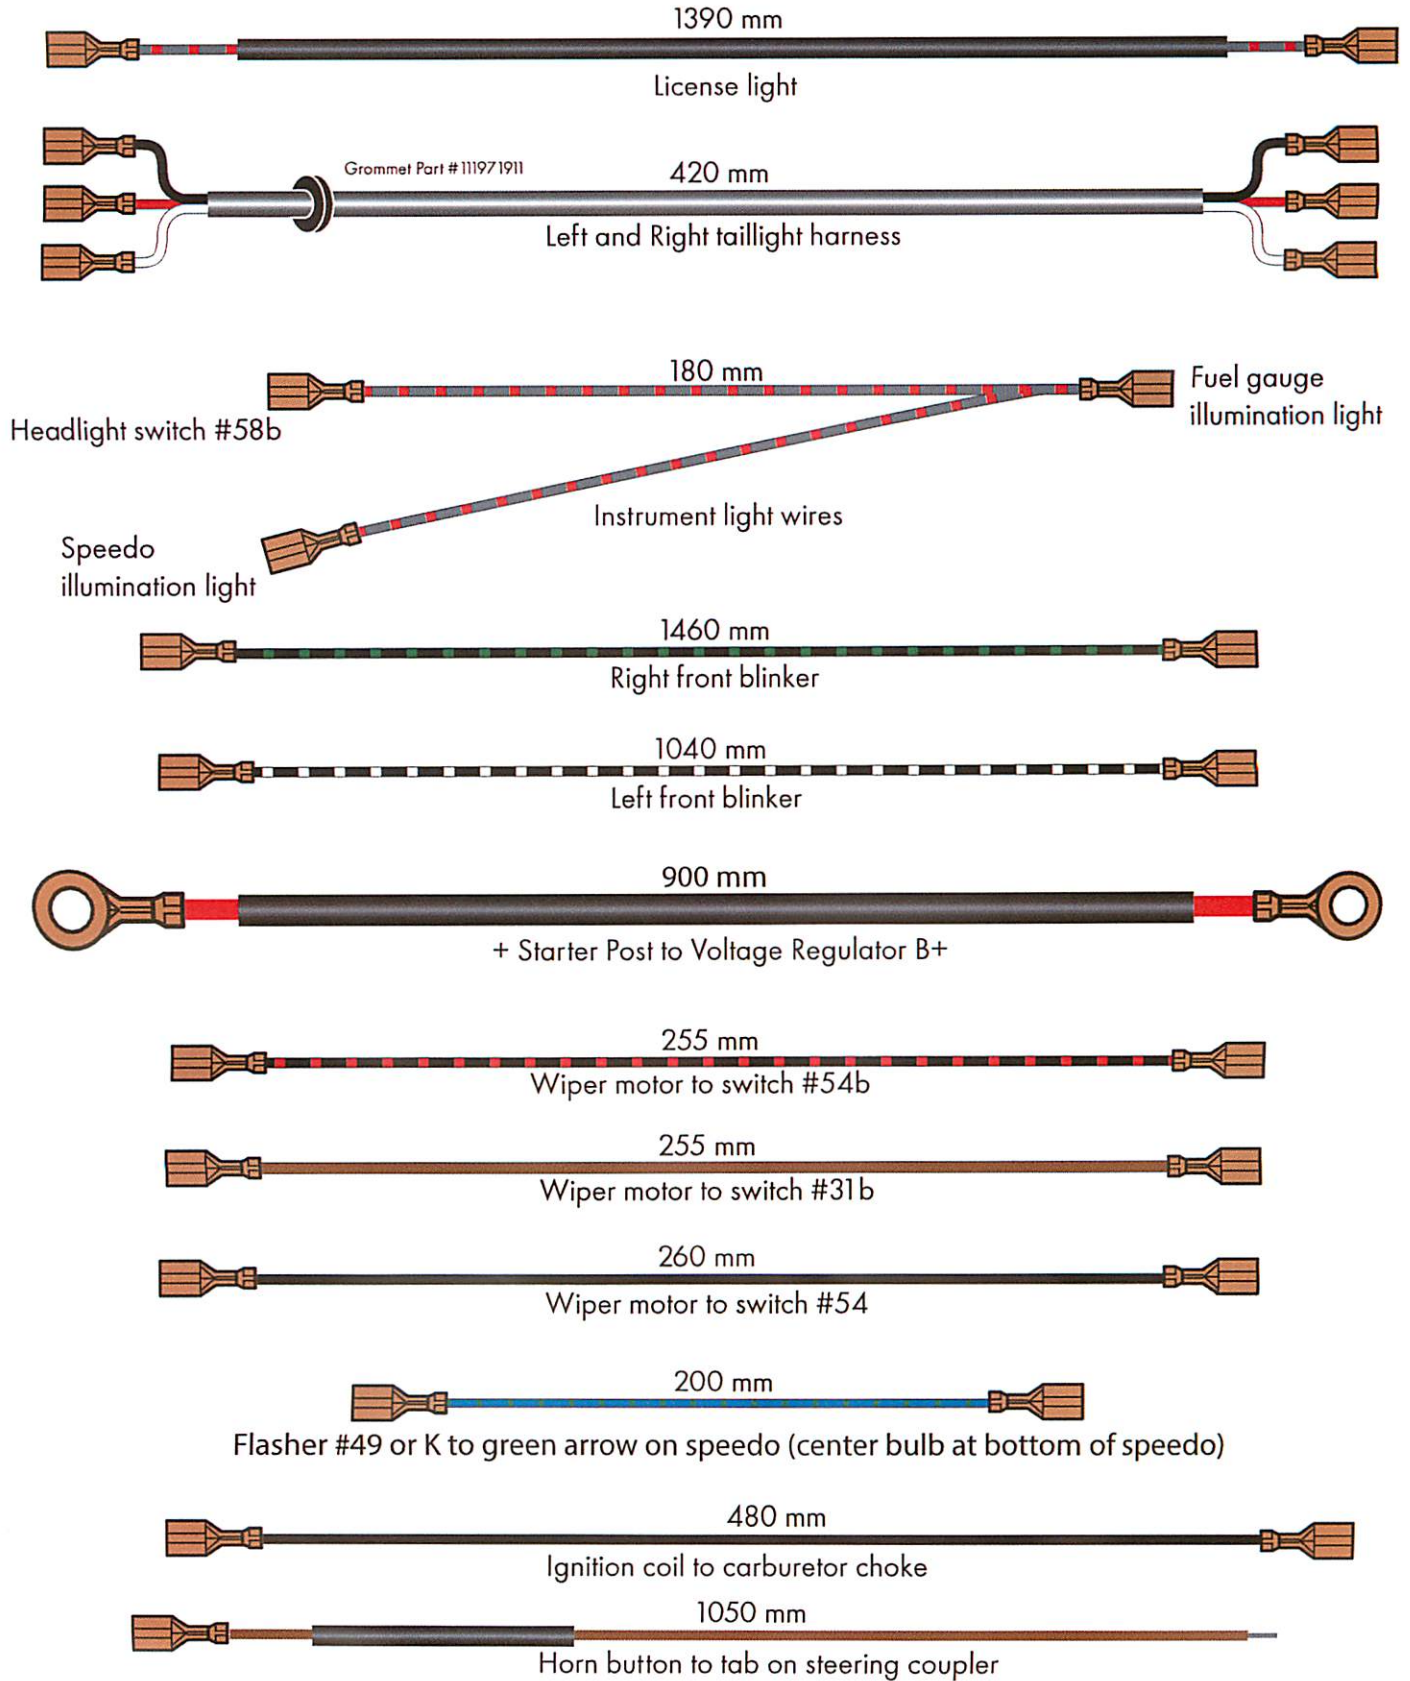 1390 mm
License light
Grommet Part #111971911
420 mm
Left and Right taillight harness
180 mm
Fuel gauge
illumination light
Headlight switch #58b
Instrument light wires
Speedo
illumination light
1460 mm
Right front blinker
1040 mm
Left front blinker
900 mm
+ Starter Post to Voltage Regulator B+
255 mm
Wiper motor to switch #54b
255 mm
Wiper motor to switch #31b
260 mm
Wiper motor to switch #54
200 mm
Flasher #49 or K to green arrow on speedo (center bulb at bottom of speedo)
480 mm
Ignition coil to carburetor choke
1050 mm
Horn button to tab on steering coupler